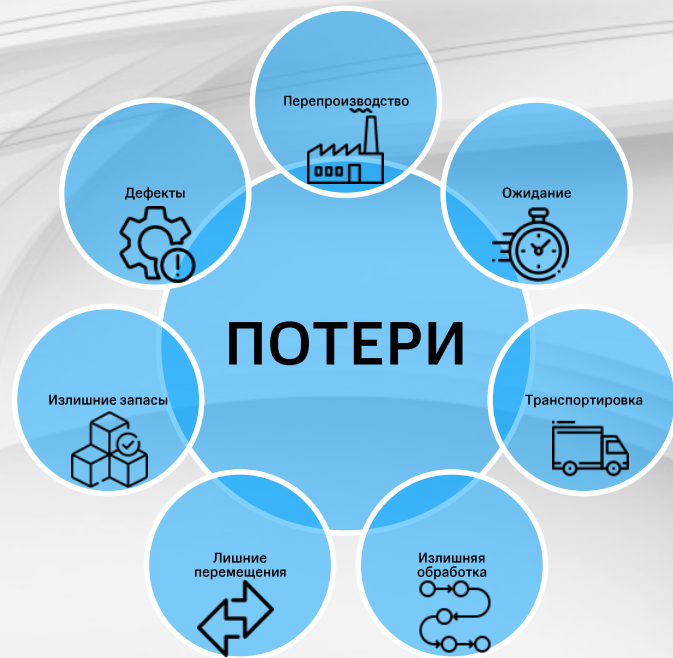 Перепроизводство
Дефекты
Ожидание
ПОТЕРИ
Излишние запасы
Транспортировка
Лишние
перемещения
Излишняя
обработка